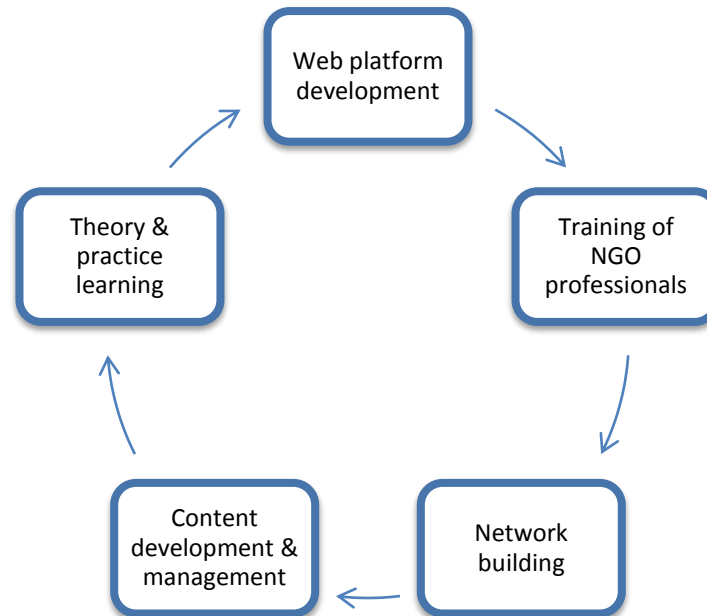 Web platform
development
Training of
NGO
professionals
Network
building
Content
development &
management
Theory &
practice
learning